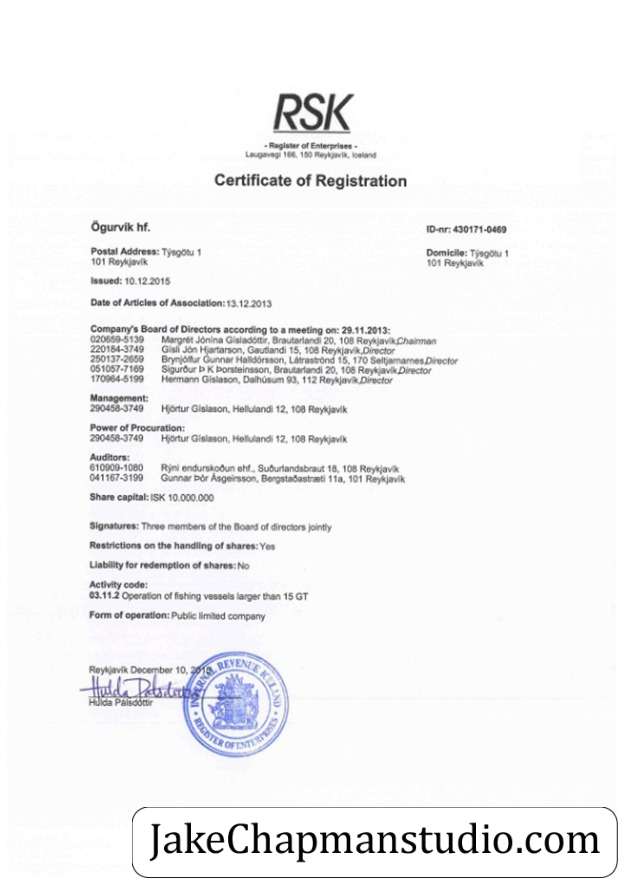 RSK
- Register of Enterprises -
Laugavegi 166, 150 Reykjavík, Iceland
Certificate of Registration
Ögurvík hf.
ID-nr: 430171-0469
Postal Address: Týsgötu 1
101 Reykjavík
Domicile: Týsgötu 1
101 Reykjavík
Issued: 10.12.2015
Date of Articles of Association: 13.12.2013
Company's Board of Directors according to a meeting on: 29.11.2013:
020659-5139 Margrét Jónína Gísladóttir, Brautarlandi 20, 108 Reykjavík,Chairman
220184-3749 Gísli Jón Hjartarson, Gautlandi 15, 108 Reykjavík,Director
250137-2659 Brynjólfur Gunnar Halldórsson, Látraströnd 15, 170 Seltjarnarnes,Director
051057-7169 Sigurður Þ K Þorsteinsson, Brautarlandi 20, 108 Reykjavík,Director
170964-5199 Hermann Gíslason, Dalhúsum 93, 112 Reykjavík,Director
Management:
290458-3749 Hjörtur Gíslason, Hellulandi 12, 108 Reykjavík
Power of Procuration:
290458-3749 Hjörtur Gíslason, Hellulandi 12, 108 Reykjavík
Auditors:
610909-1080 Rýni endurskoðun ehf., Suðurlandsbraut 18, 108 Reykjavík
041167-3199 Gunnar Þór Ásgeirsson, Bergstaðastræti 11a, 101 Reykjavík
Share capital: ISK 10.000.000
Signatures: Three members of the Board of directors jointly
Restrictions on the handling of shares: Yes
Liability for redemption of shares: No
Activity code:
03.11.2 Operation of fishing vessels larger than 15 GT
Form of operation: Public limited company
Reykjavík December 10,
Hulda Pálsdóttir
Hulda Pálsdóttir
INTERNAL REVENUE ICELAND
REGISTER OF ENTERPRISES
JakeChapmanstudio.com